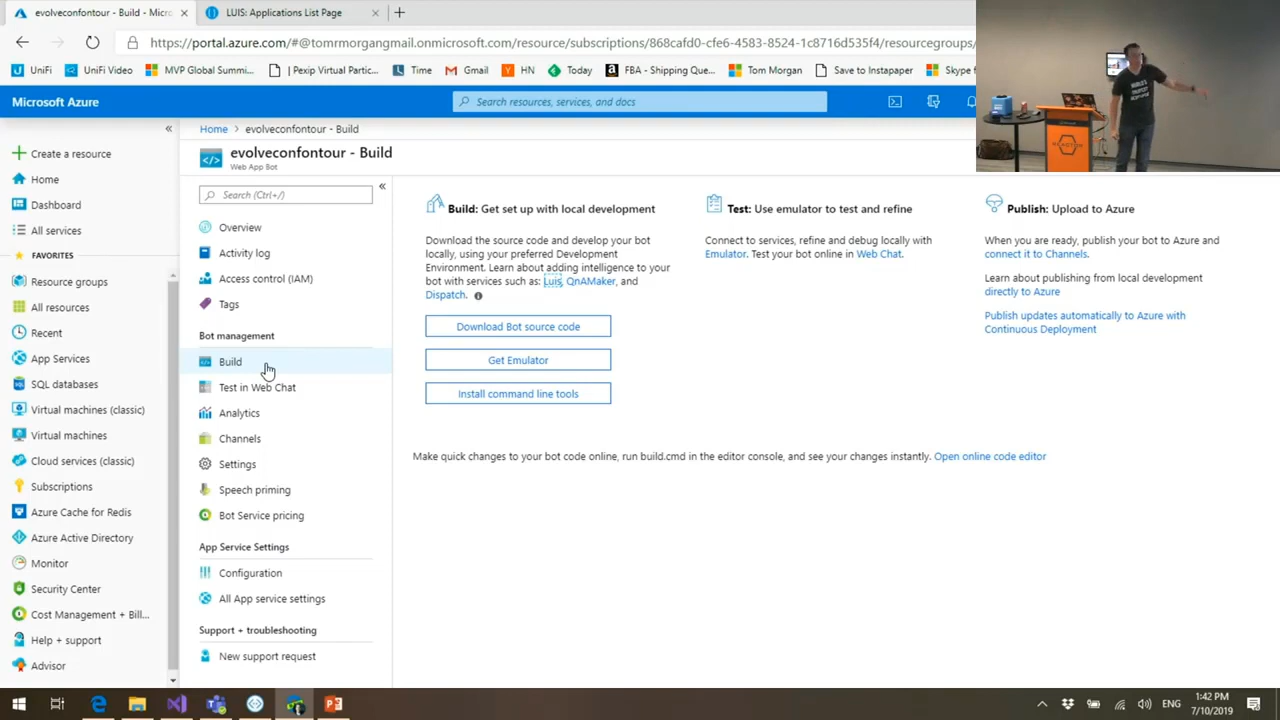 evolveconfontour - Build - Micro
LUIS: Applications List Page
https://portal.azure.com/#@tomrmorgangmail.onmicrosoft.com/resource/subscriptions/868cafd0-cfe6-4583-8524-1c8716d535f4/resourcegroups/
UniFi
UniFi Video
MVP Global Summi...
| Pexip Virtual Partic...
Time
Gmail
HN
Today
FBA - Shipping Que...
Tom Morgan
Save to Instapaper
Skype f
Microsoft Azure
Search resources, services, and docs
Home > evolveconfontour - Build
Create a resource
Home
Dashboard
All services
FAVORITES
Resource groups
All resources
Recent
App Services
SQL databases
Virtual machines (classic)
Virtual machines
Cloud services (classic)
Subscriptions
Azure Cache for Redis
Azure Active Directory
Monitor
Security Center
Cost Management + Bill...
Help + support
Advisor
evolveconfontour - Build
Web App Bot
Search (Ctrl+/)
Overview
Activity log
Access control (IAM)
Tags
Bot management
Build
Test in Web Chat
Analytics
Channels
Settings
Speech priming
Bot Service pricing
App Service Settings
Configuration
All App service settings
Support + troubleshooting
New support request
Build: Get set up with local development
Download the source code and develop your bot
locally, using your preferred Development
Environment. Learn about adding intelligence to your
bot with services such as: Luis, QnAMaker, and
Dispatch.
Download Bot source code
Get Emulator
Install command line tools
Test: Use emulator to test and refine
Connect to services, refine and debug locally with
Emulator. Test your bot online in Web Chat.
Publish: Upload to Azure
When you are ready, publish your bot to Azure and
connect it to Channels.
Learn about publishing from local development
directly to Azure
Publish updates automatically to Azure with
Continuous Deployment
Make quick changes to your bot code online, run build.cmd in the editor console, and see your changes instantly. Open online code editor
REACTOR
ENG
1:42 PM
7/10/2019